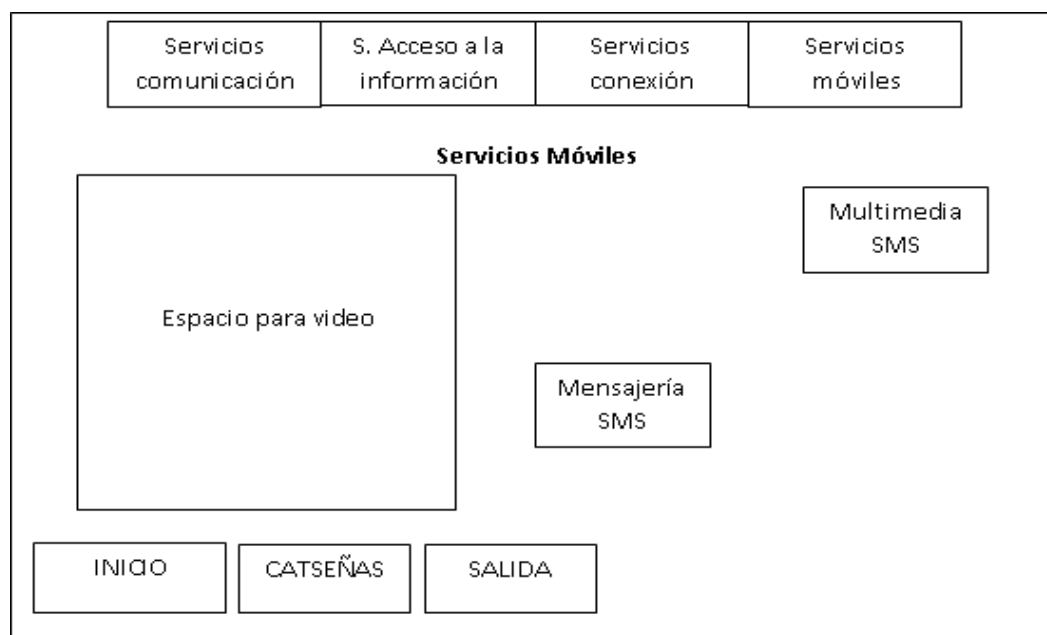 Servicios
comunicación
S. Acceso a la
información
Servicios
conexión
Servicios
móviles
Servicios Móviles
Multimedia
SMS
Espacio para video
Mensajería
SMS
INICIO
CATSEÑAS
SALIDA